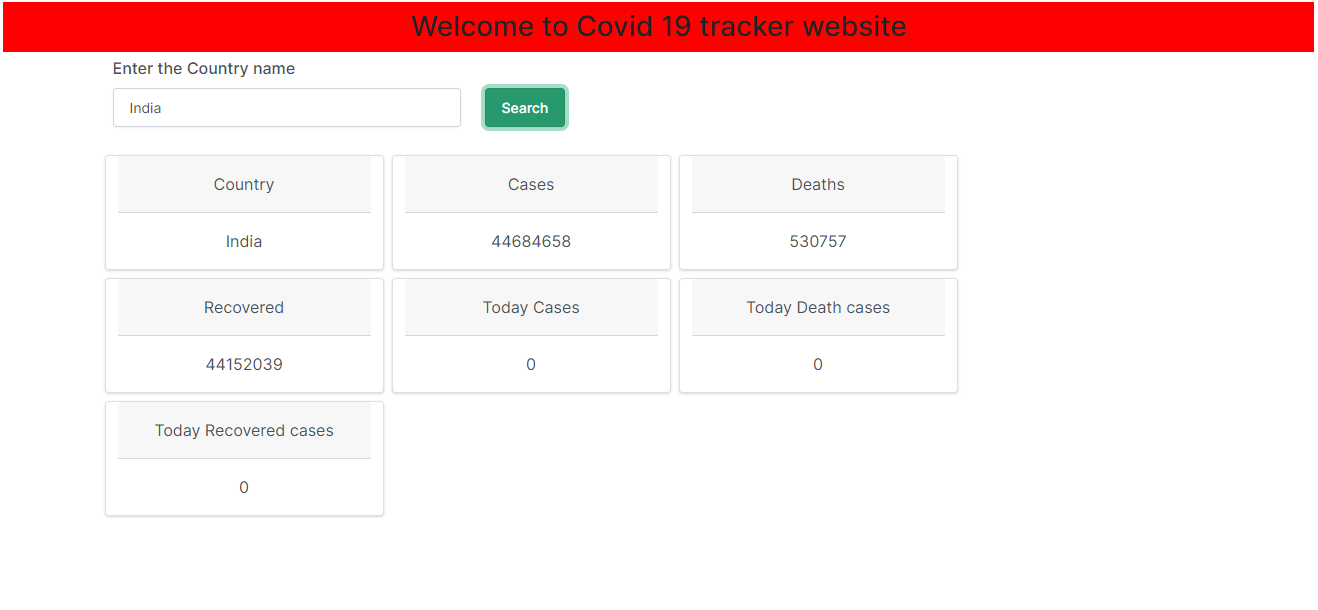 Welcome to Covid 19 tracker website
Enter the Country name
India
Search
Country
Cases
Deaths
India
44684658
530757
Recovered
Today Cases
Today Death cases
44152039
0
0
Today Recovered cases
0